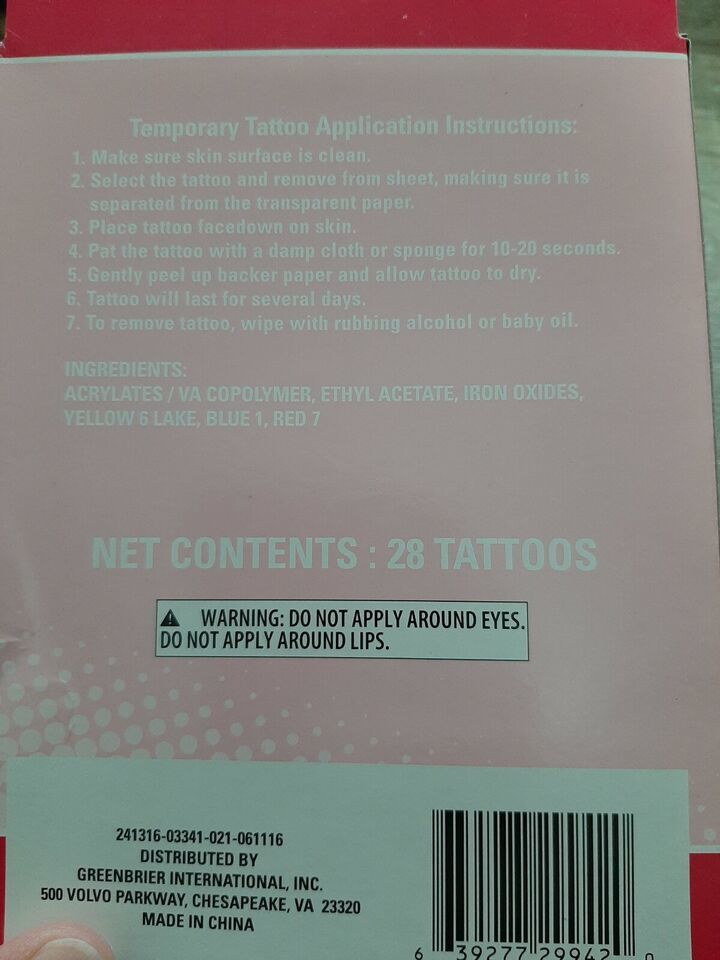 Temporary Tattoo Application Instructions:
1. Make sure skin surface is clean.
2. Select the tattoo and remove from sheet, making sure it is
separated from the transparent paper.
3. Place tattoo facedown on skin.
4. Pat the tattoo with a damp cloth or sponge for 10-20 seconds.
5. Gently peel up backer paper and allow tattoo to dry.
6. Tattoo will last for several days.
7. To remove tattoo, wipe with rubbing alcohol or baby oil.
INGREDIENTS:
ACRYLATES / VA COPOLYMER, ETHYL ACETATE, IRON OXIDES,
YELLOW 6 LAKE, BLUE 1, RED 7
NET CONTENTS : 28 TATTOOS
WARNING: DO NOT APPLY AROUND EYES.
DO NOT APPLY AROUND LIPS.
241316-03341-021-061116
DISTRIBUTED BY
GREENBRIER INTERNATIONAL, INC.
500 VOLVO PARKWAY, CHESAPEAKE, VA 23320
MADE IN CHINA
6 39277 29942 0